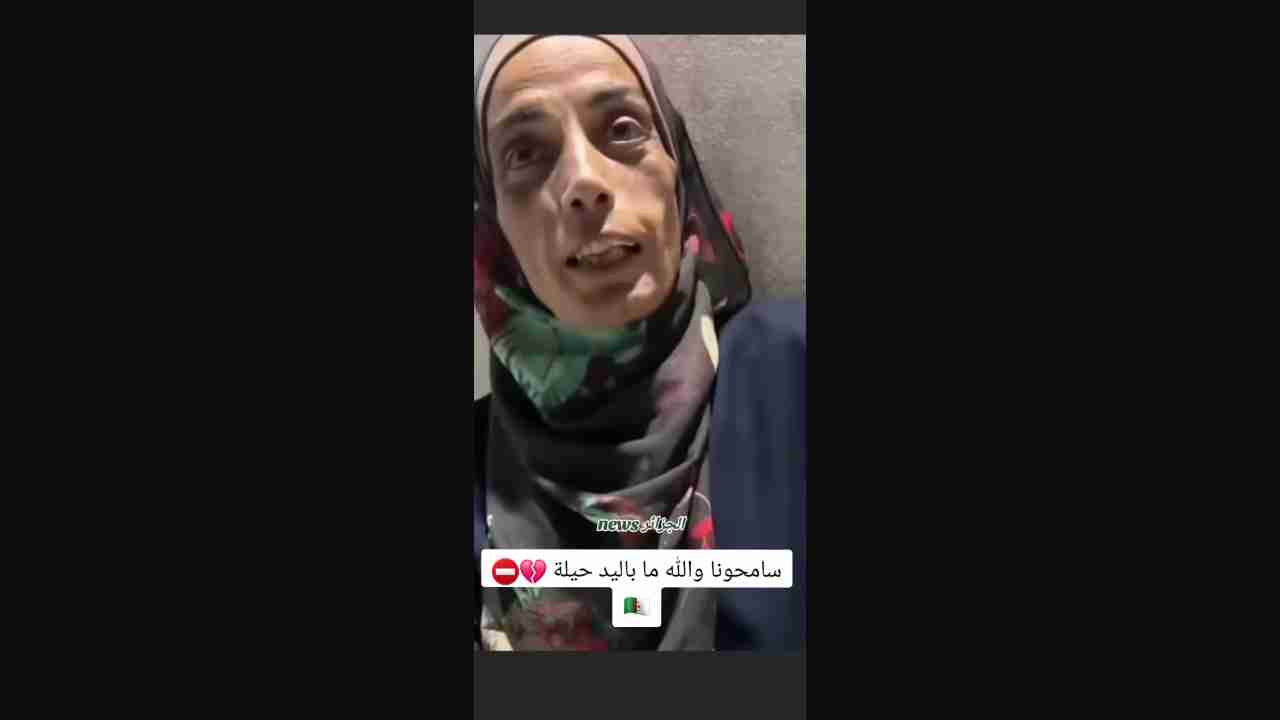 الجزائر news
سامحونا والله ما باليد حيلة 💔⛔
🇩🇿